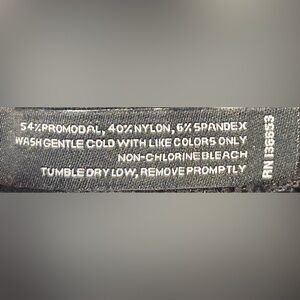 54%PROMODAL, 40%NYLON, 6% SPANDEX
WASH GENTLE COLD WITH LIKE COLORS ONLY
NON-CHLORINE BLEACH
TUMBLE DRY LOW, REMOVE PROMPTLY
RN 136653